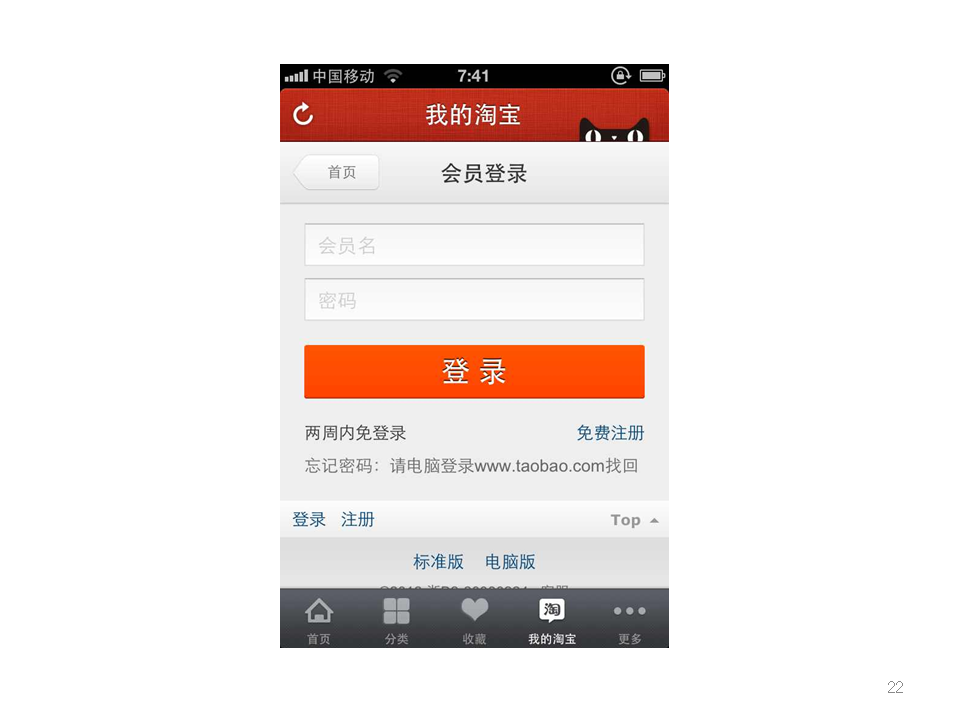 中国移动 7:41
我的淘宝
首页 会员登录
会员名
密码
登录
两周内免登录 免费注册
忘记密码：请电脑登录www.taobao.com找回
登录 注册 Top
标准版 电脑版
首页 分类 收藏 淘 我的淘宝 更多
22